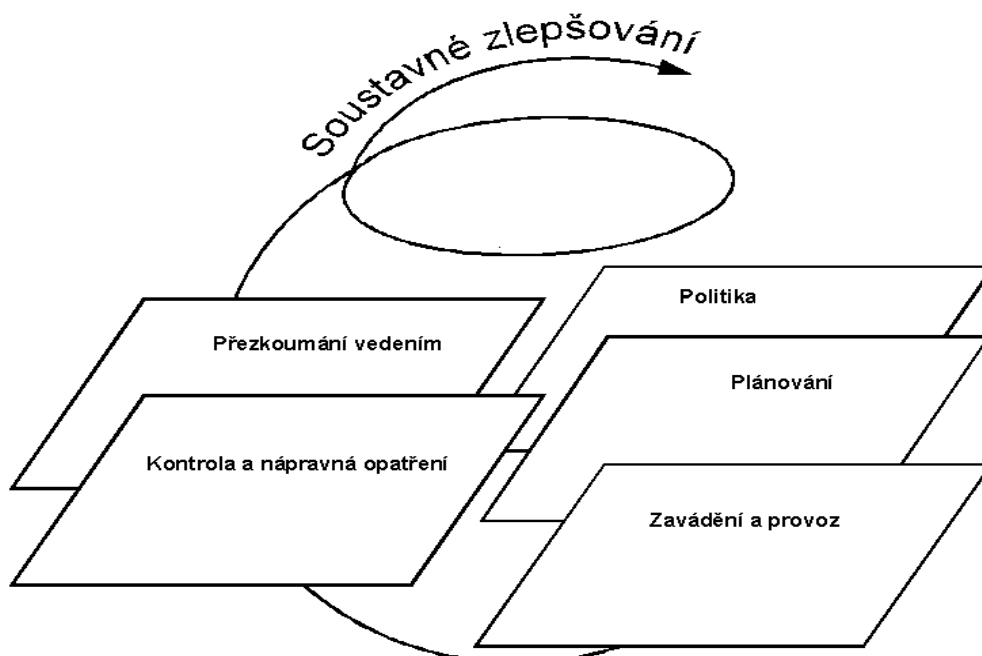 Soustavné zlepšování
Politika
Přezkoumání vedením
Plánování
Kontrola a nápravná opatření
Zavádění a provoz